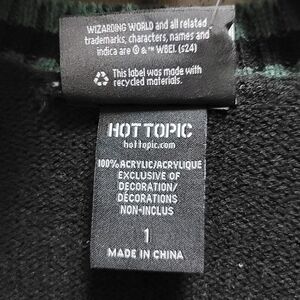 WIZARDING WORLD and all related
trademarks, characters, names and
indica are © & ™ WBEI. (s24)
This label was made with
recycled materials.
HOT TOPIC
hottopic.com
100% ACRYLIC/ACRYLIQUE
EXCLUSIVE OF
DECORATION/
DÉCORATIONS
NON-INCLUS
1
MADE IN CHINA